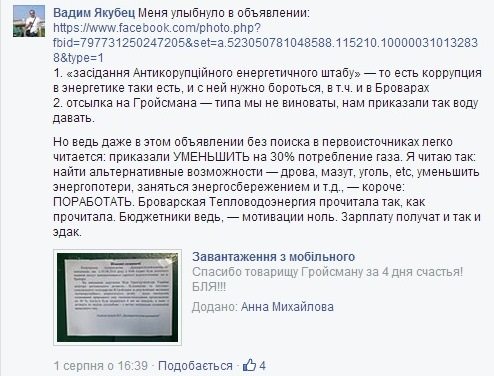 Вадим Якубец Меня улыбнуло в объявлении:
https://www.facebook.com/photo.php?
fbid=797731250247205&set=a.523050781048588.115210.10000031013283
8&type=1
1. «засідання Антикорупційного енергетичного штабу» — то есть коррупция
в энергетике таки есть, и с ней нужно бороться, в т.ч. и в Броварах
2. отсылка на Гройсмана — типа мы не виноваты, нам приказали так воду
давать.
Но ведь даже в этом объявлении без поиска в первоисточниках легко
читается: приказали УМЕНЬШИТЬ на 30% потребление газа. Я читаю так:
найти альтернативные возможности — дрова, мазут, уголь, etc, уменьшить
энергопотери, заняться энергосбережением и т.д., — короче:
ПОРАБОТАТЬ. Броварская Тепловодоэнергия прочитала так, как
прочитала. Бюджетники ведь, — мотивации ноль. Зарплату получат и так и
эдак.
Завантаження з мобільного
Спасибо товарищу Гройсману за 4 дня счастья!
БЛЯ!!!
Додано: Анна Михайлова
1 серпня о 16:39 · Подобається · 4